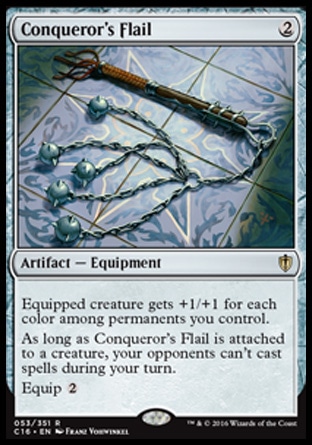 Conqueror's Flail 2
Artifact — Equipment
Equipped creature gets +1/+1 for each
color among permanents you control.
As long as Conqueror's Flail is attached
to a creature, your opponents can't cast
spells during your turn.
Equip 2
053/351 R
C16 • EN Franz Vohwinkel
™ & © 2016 Wizards of the Coast